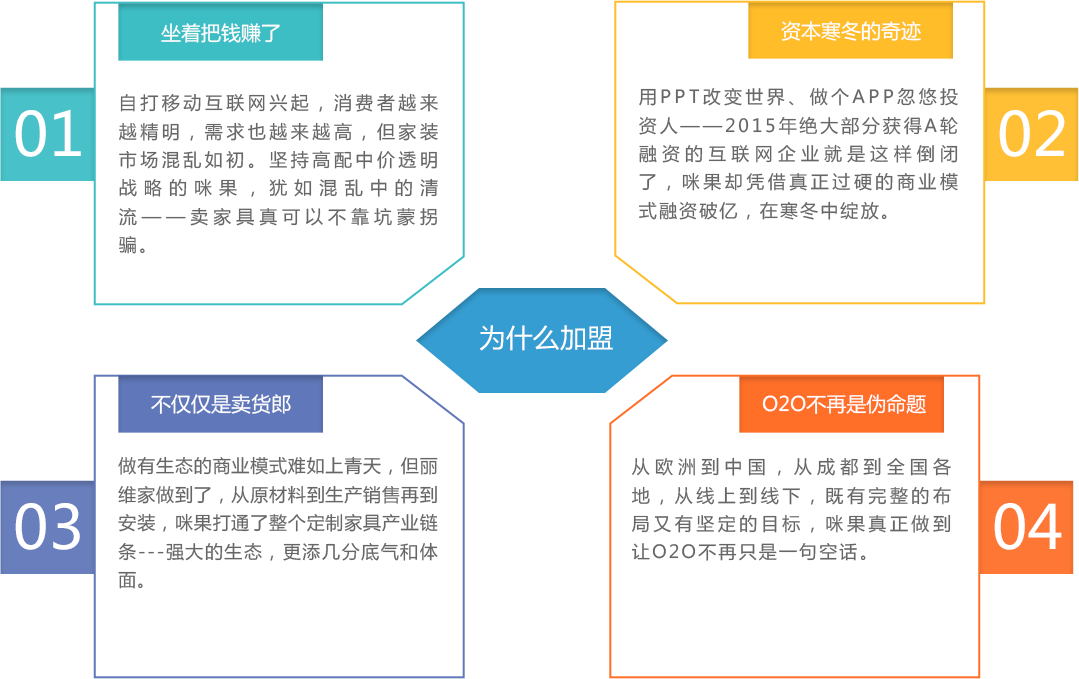 坐着把钱赚了
01
自打移动互联网兴起，消费者越来
越精明，需求也越来越高，但家装
市场混乱如初。坚持高配中价透明
战略的咪果，犹如混乱中的清
流——卖家具真可以不靠坑蒙拐
骗。
资本寒冬的奇迹
02
用PPT改变世界、做个APP忽悠投
资人——2015年绝大部分获得A轮
融资的互联网企业就是这样倒闭
了，咪果却凭借真正过硬的商业模
式融资破亿，在寒冬中绽放。
为什么加盟
不仅仅是卖货郎
03
做有生态的商业模式难如上青天，但丽
维家做到了，从原材料到生产销售再到
安装，咪果打通了整个定制家具产业链
条---强大的生态，更添几分底气和体
面。
O2O不再是伪命题
04
从欧洲到中国，从成都到全国各
地，从线上到线下，既有完整的布
局又有坚定的目标，咪果真正做到
让O2O不再只是一句空话。